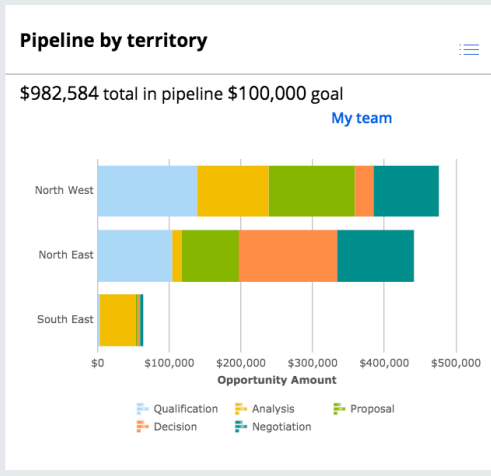 Pipeline by territory
$982,584 total in pipeline $100,000 goal
My team
North West
North East
South East
$0 $100,000 $200,000 $300,000 $400,000 $500,000
Opportunity Amount
Qualification Analysis Proposal
Decision Negotiation